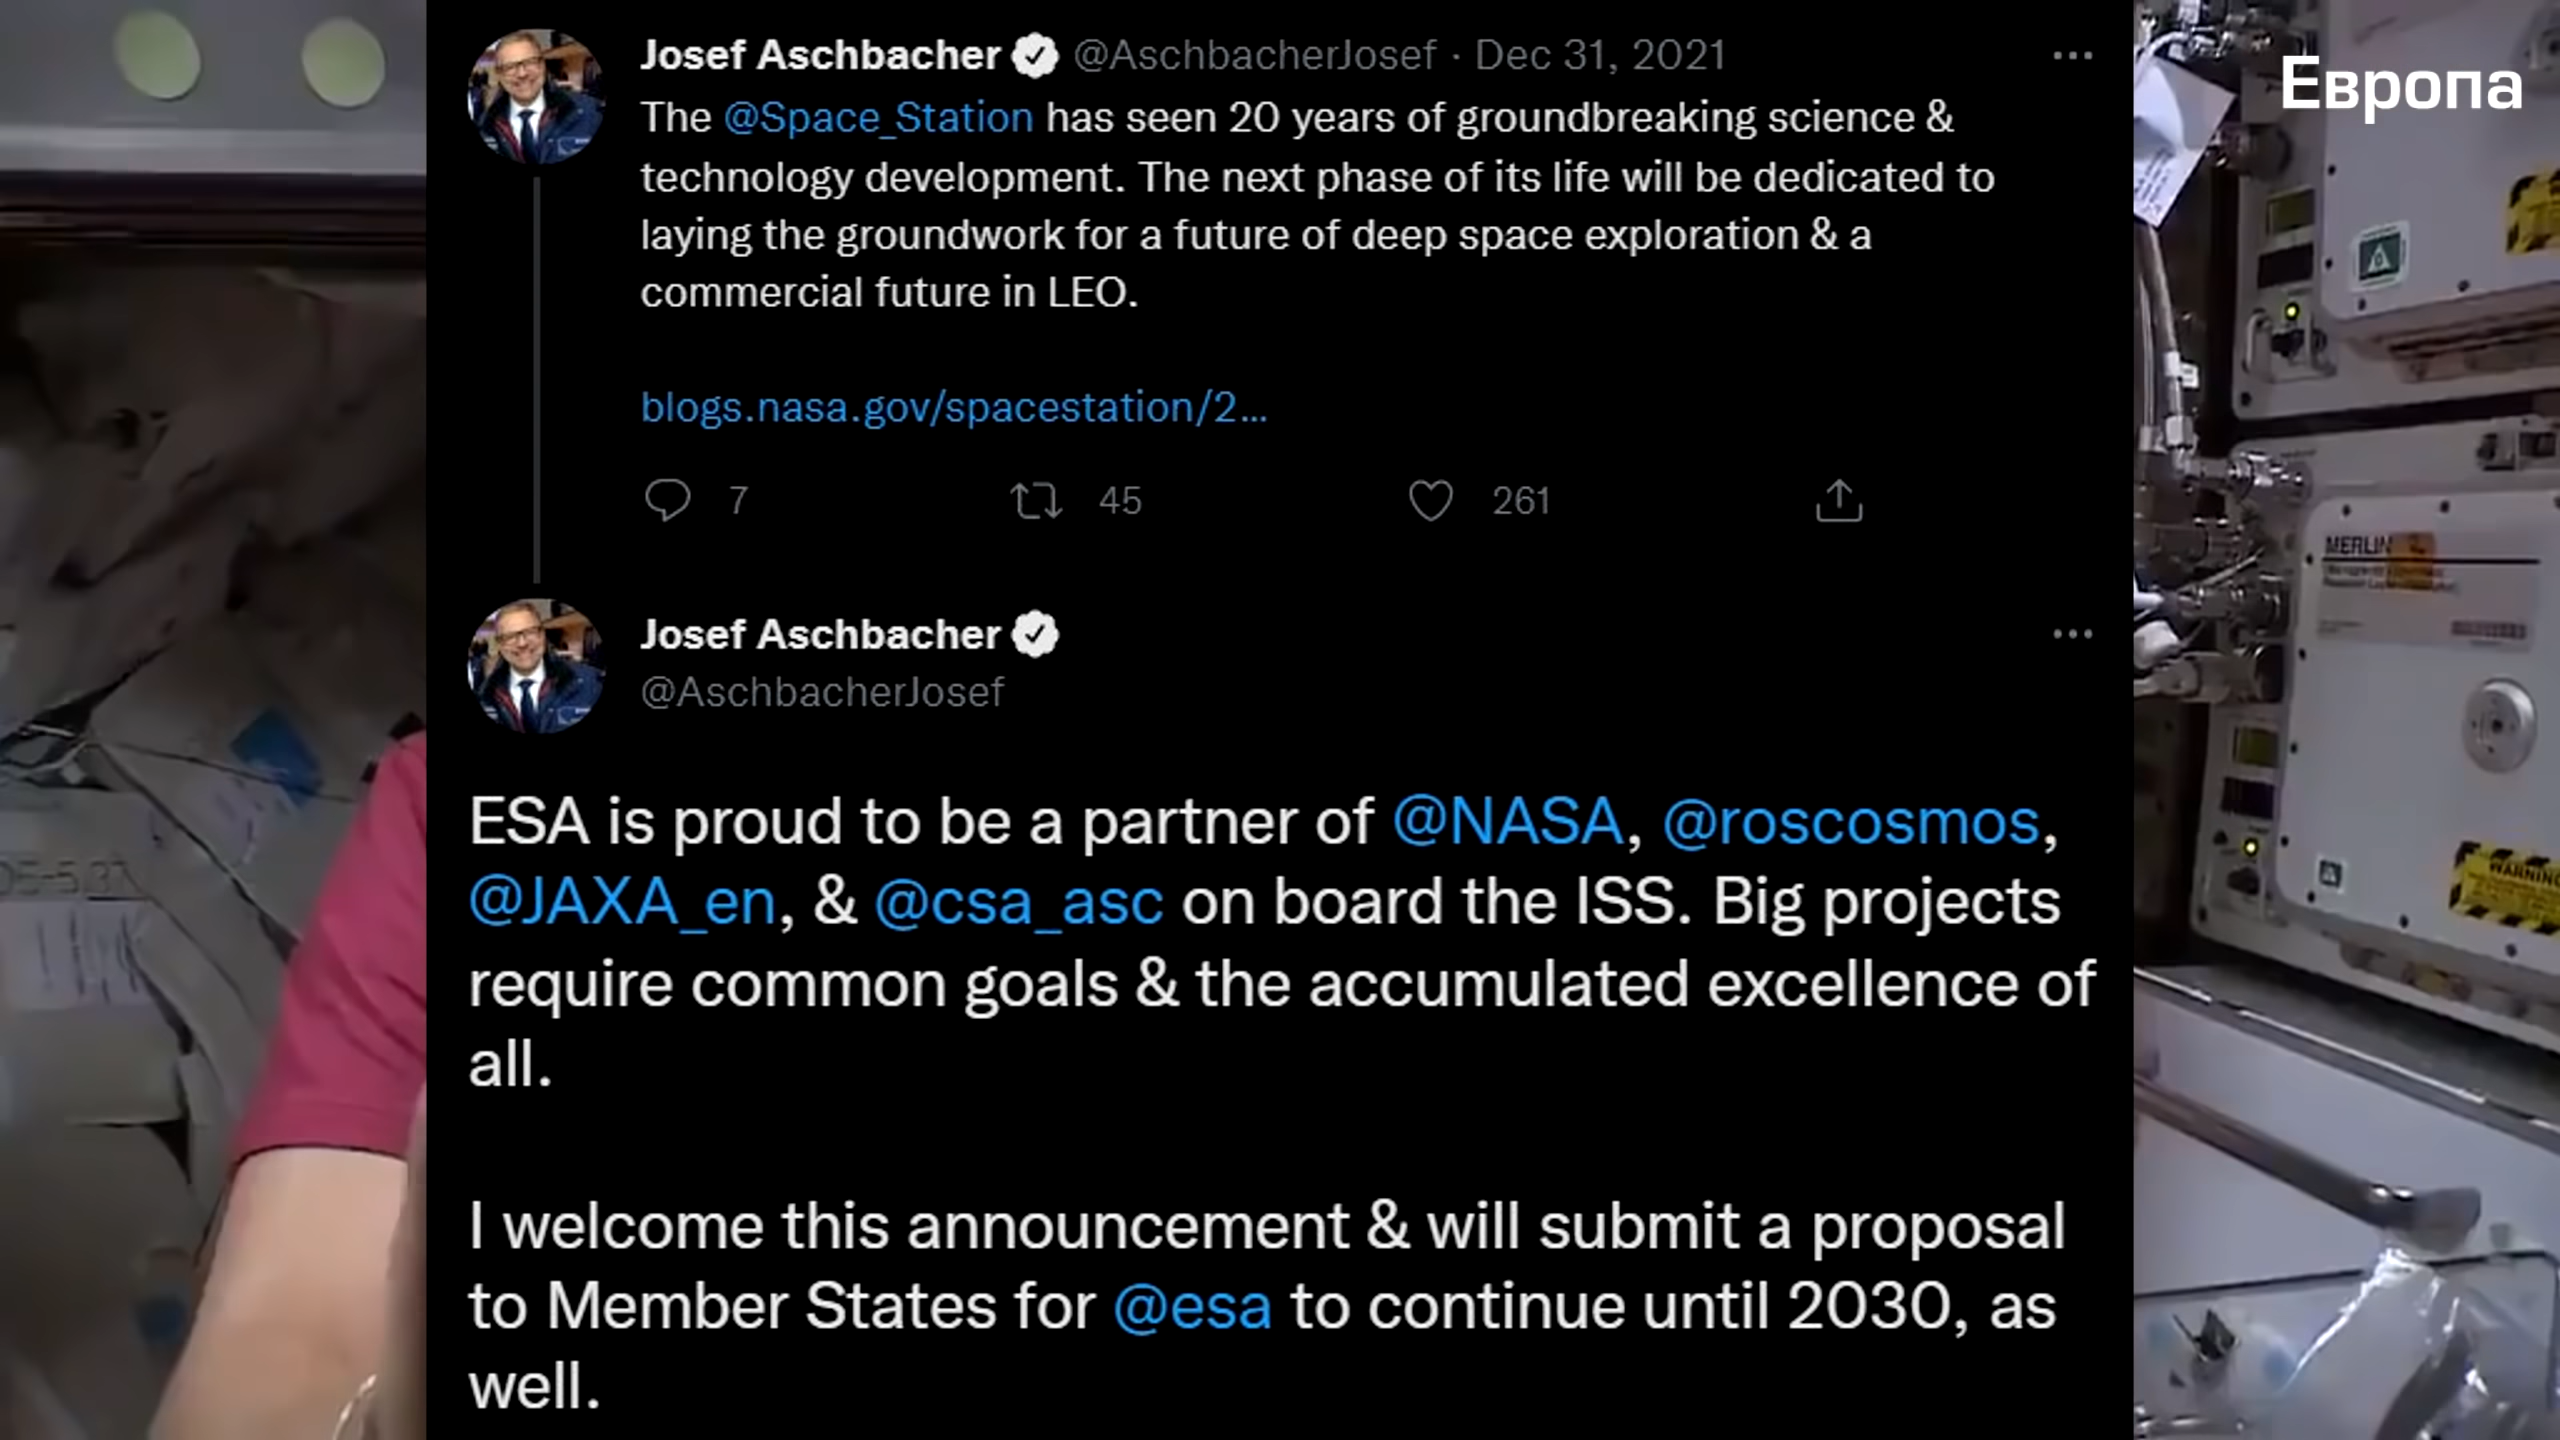 Европа
Josef Aschbacher @AschbacherJosef · Dec 31, 2021
The @Space_Station has seen 20 years of groundbreaking science &
technology development. The next phase of its life will be dedicated to
laying the groundwork for a future of deep space exploration & a
commercial future in LEO.
blogs.nasa.gov/spacestation/2...
7 45 261
Josef Aschbacher
@AschbacherJosef
ESA is proud to be a partner of @NASA, @roscosmos,
@JAXA_en, & @csa_asc on board the ISS. Big projects
require common goals & the accumulated excellence of
all.
I welcome this announcement & will submit a proposal
to Member States for @esa to continue until 2030, as
well.
MERLIN
WARNING